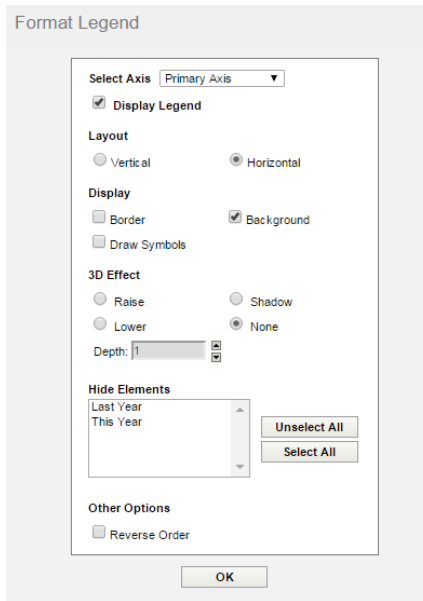 Format Legend
Select Axis Primary Axis
Display Legend
Layout
Vertical Horizontal
Display
Border Background
Draw Symbols
3D Effect
Raise Shadow
Lower None
Depth: 1
Hide Elements
Last Year
This Year
Unselect All
Select All
Other Options
Reverse Order
OK